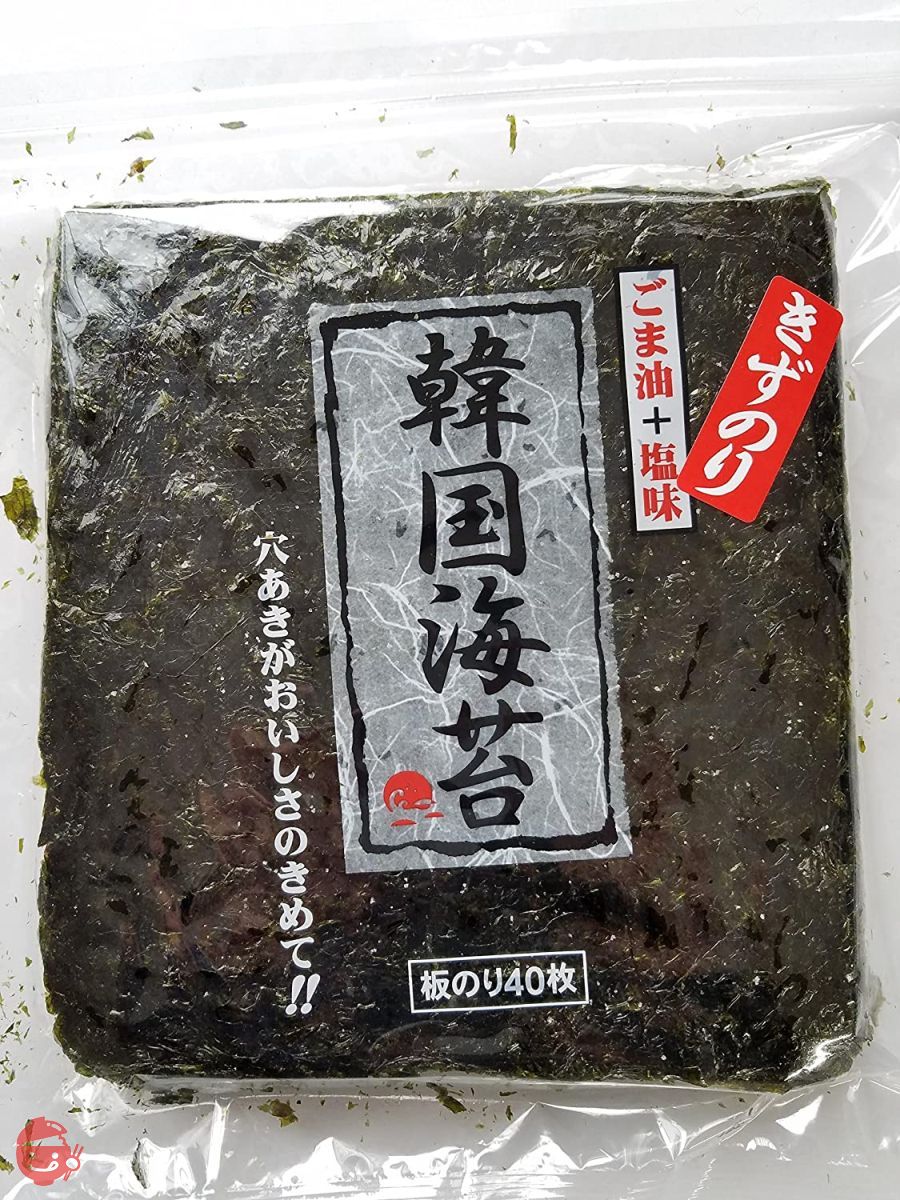 きずのり
ごま油+塩味
韓国海苔
穴あきがおいしさのきめて!!
板のり40枚